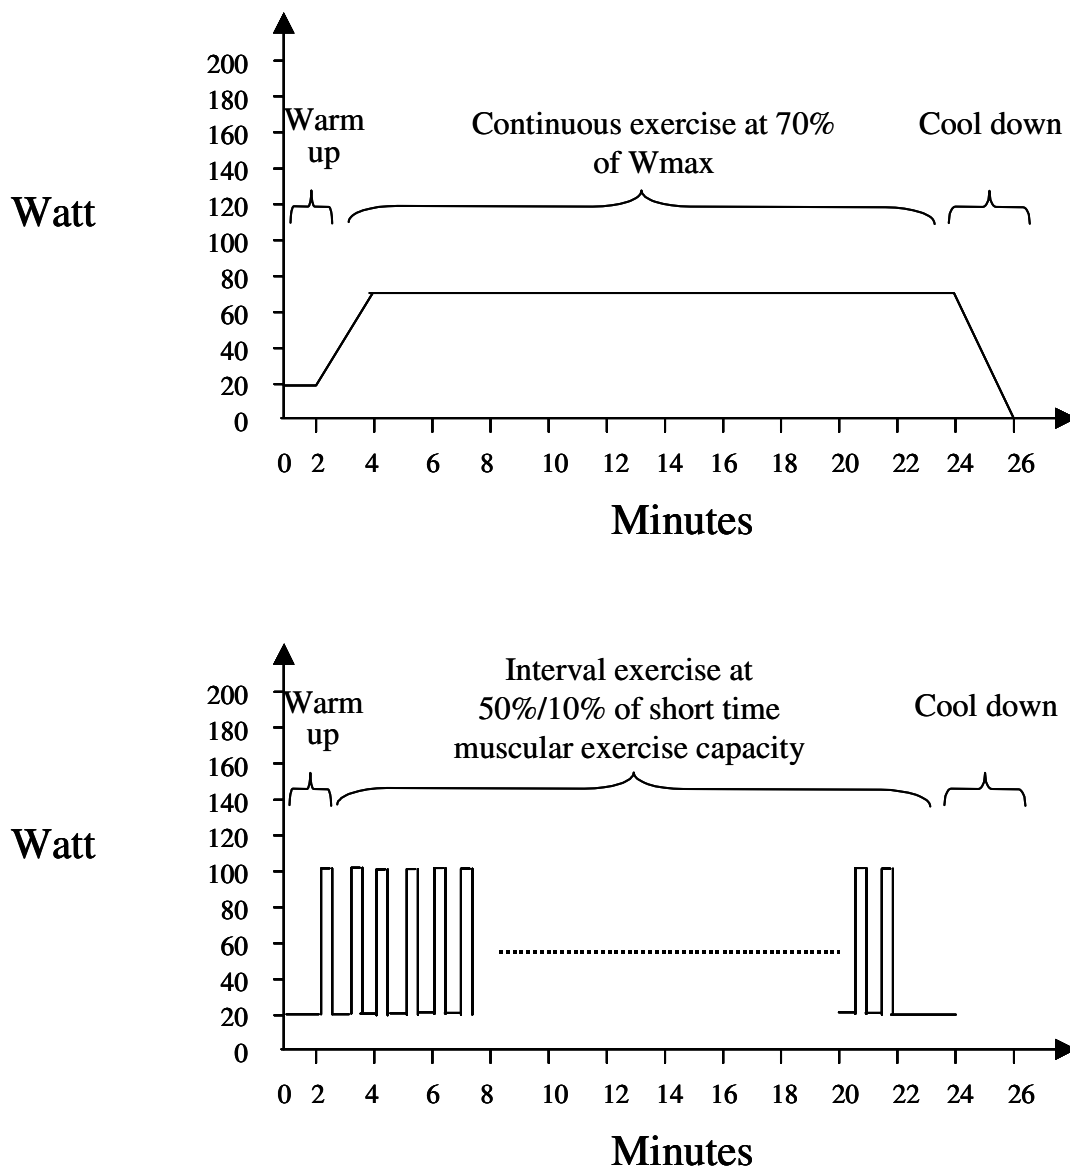 200
180
Warm
up
160
Continuous exercise at 70%
of Wmax
Cool down
140
Watt
120
100
80
60
40
20
0
0 2 4 6 8 10 12 14 16 18 20 22 24 26
Minutes
Interval exercise at
50%/10% of short time
muscular exercise capacity
200
Warm
up
Cool down
180
160
140
Watt
120
100
80
60
40
20
0
0 2 4 6 8 10 12 14 16 18 20 22 24 26
Minutes